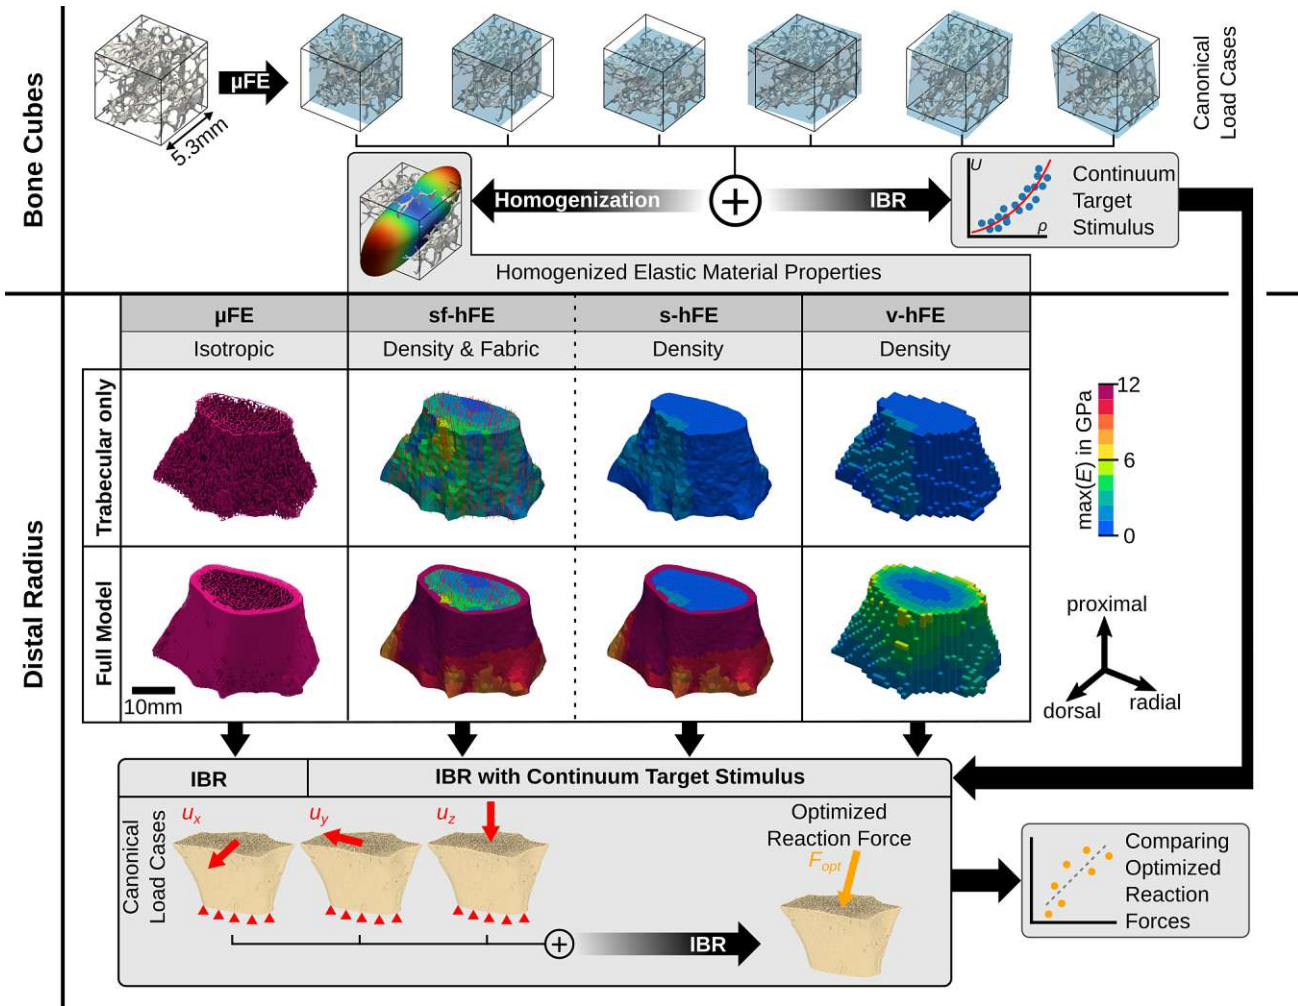 Bone Cubes
µFE
5.3mm
Canonical
Load Cases
Homogenization
IBR
U
ρ
Continuum
Target
Stimulus
Homogenized Elastic Material Properties
Distal Radius
µFE
sf-hFE
s-hFE
v-hFE
Isotropic
Density & Fabric
Density
Density
Trabecular only
12
6
0
max(E) in GPa
Full Model
10mm
proximal
dorsal
radial
IBR
IBR with Continuum Target Stimulus
Canonical
Load Cases
ux
uy
uz
Optimized
Reaction Force
Fopt
IBR
Comparing
Optimized
Reaction
Forces